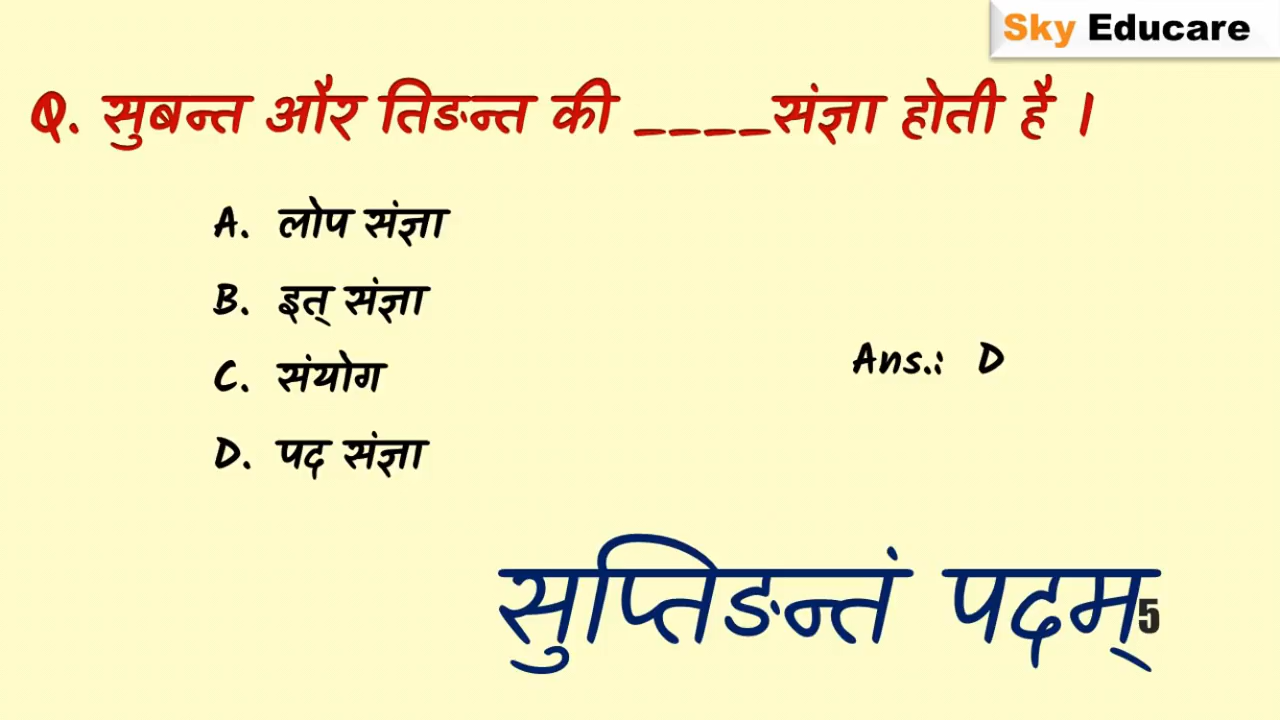 Sky Educare
Q. सुबन्त और तिङन्त की ____संज्ञा होती है ।
A. लोप संज्ञा
B. इत् संज्ञा
C. संयोग
Ans.: D
D. पद संज्ञा
सुप्तिङन्तं पदम्
5